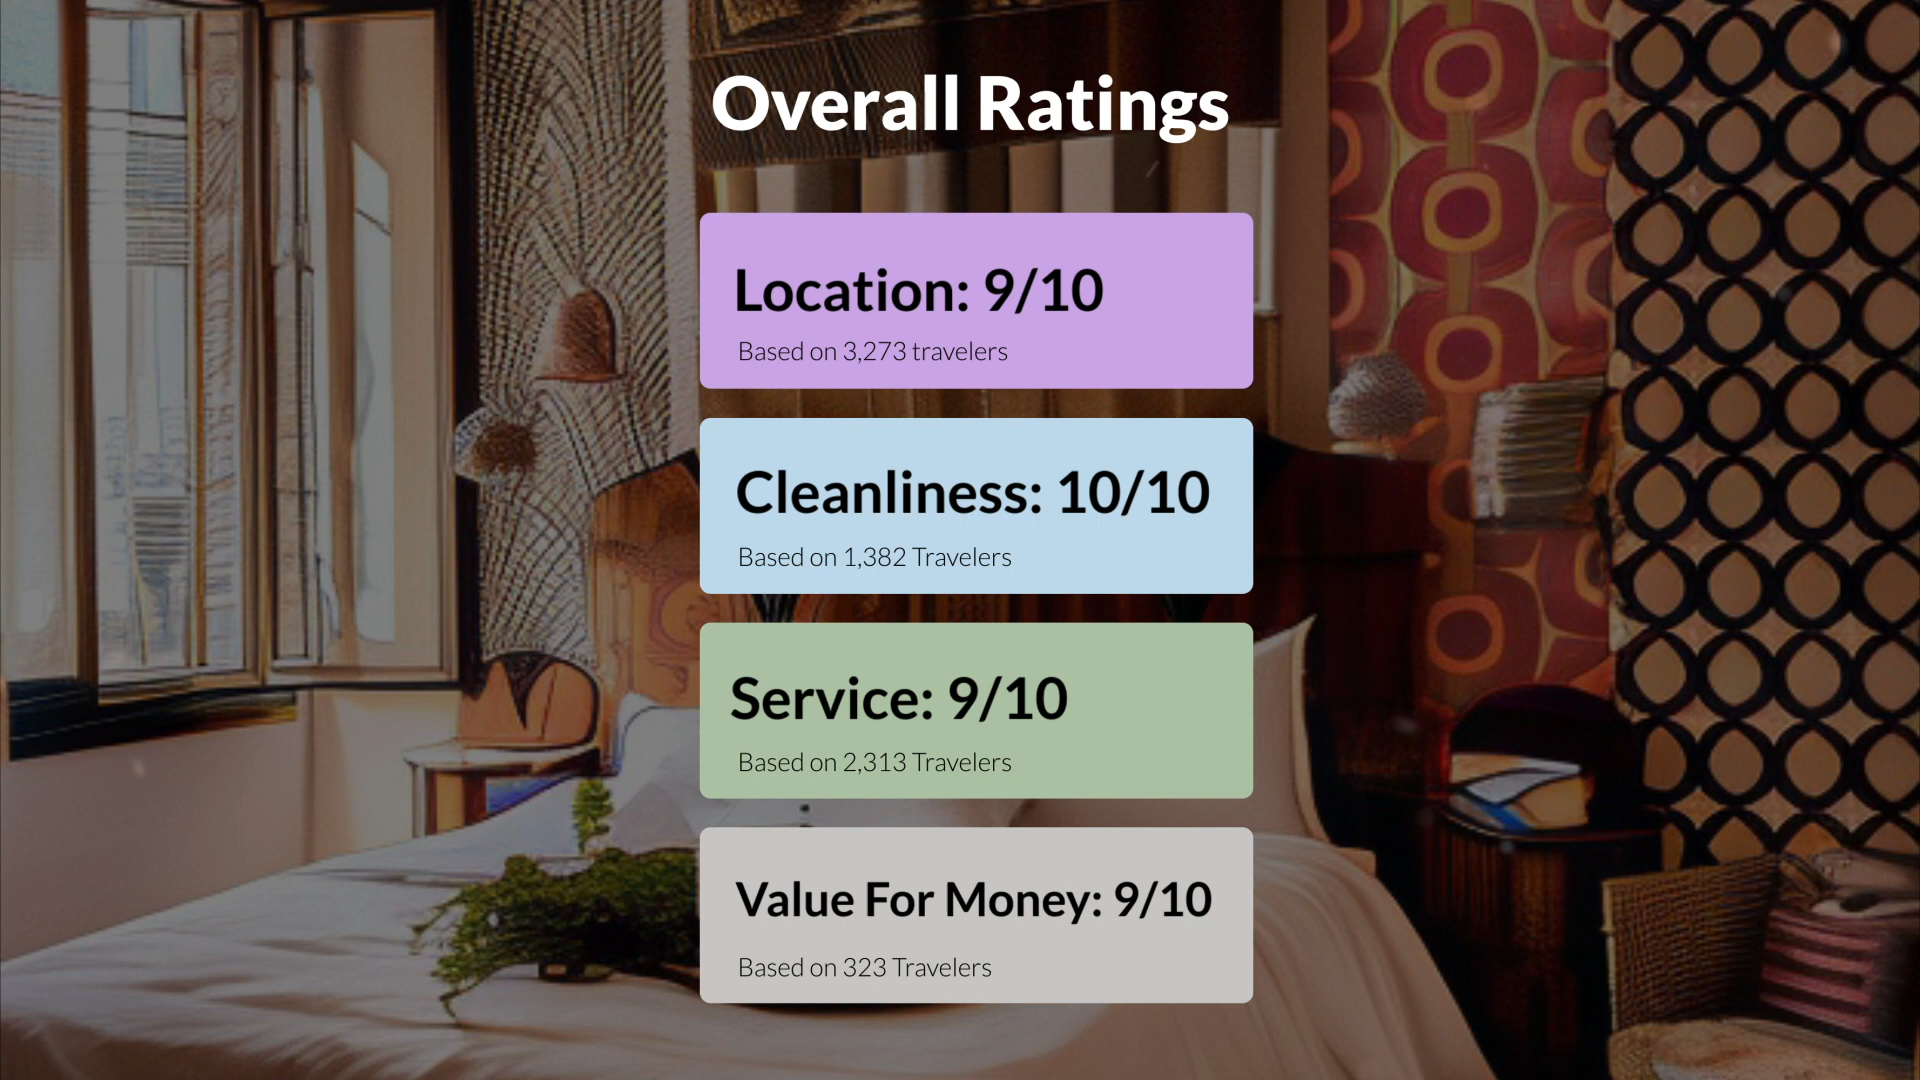 Overall Ratings
Location: 9/10
Based on 3,273 travelers
Cleanliness: 10/10
Based on 1,382 Travelers
Service: 9/10
Based on 2,313 Travelers
Value For Money: 9/10
Based on 323 Travelers